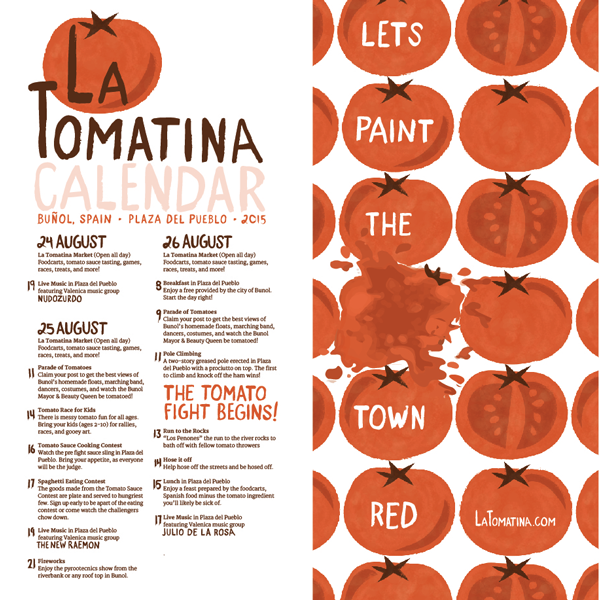 LA
TOMATINA
CALENDAR
BUÑOL, SPAIN • PLAZA DEL PUEBLO • 2015
24 AUGUST
La Tomatina Market (Open all day)
Foodcarts, tomato sauce tasting, games,
races, treats, and more!
19 Live Music in Plaza del Pueblo
featuring Valenica music group
NUDOZURDO
25 AUGUST
La Tomatina Market (Open all day)
Foodcarts, tomato sauce tasting, games,
races, treats, and more!
11 Parade of Tomatoes
Claim your post to get the best views of
Bunol's homemade floats, marching band,
dancers, costumes, and watch the Bunol
Mayor & Beauty Queen be tomatoed!
14 Tomato Race for Kids
There is messy tomato fun for all ages.
Bring your kids (ages 2-10) for rallies,
races, and gooey art.
16 Tomato Sauce Cooking Contest
Watch the pre fight sauce sling in Plaza del
Pueblo. Bring your appetite, as everyone
will be the judge.
17 Spaghetti Eating Contest
The goods made from the Tomato Sauce
Contest are plate and served to hungriest
few. Sign up early to be apart of the eating
contest or come watch the challengers
chow down.
19 Live Music in Plaza del Pueblo
featuring Valenica music group
THE NEW RAEMON
21 Fireworks
Enjoy the pyrootecnics show from the
riverbank or any roof top in Bunol.
26 AUGUST
La Tomatina Market (Open all day)
Foodcarts, tomato sauce tasting, games,
races, treats, and more!
8 Breakfast in Plaza del Pueblo
Enjoy a free provided by the city of Bunol.
Start the day right!
9 Parade of Tomatoes
Claim your post to get the best views of
Bunol's homemade floats, marching band,
dancers, costumes, and watch the Bunol
Mayor & Beauty Queen be tomatoed!
11 Pole Climbing
A two-story greased pole erected in Plaza
del Pueblo with a procuitto on top. The first
to climb and knock off the ham wins!
THE TOMATO
FIGHT BEGINS!
13 Run to the Rocks
"Los Penones" the run to the river rocks to
bath off with fellow tomato throwers
14 Hose it off
Help hose off the streets and be hosed off.
15 Lunch in Plaza del Pueblo
Enjoy a feast prepared by the foodcarts,
Spanish food minus the tomato ingredient
you'll likely be sick of.
17 Live Music in Plaza del Pueblo
featuring Valenica music group
JULIO DE LA ROSA
LETS
PAINT
THE
TOWN
RED
LATOMATINA.COM